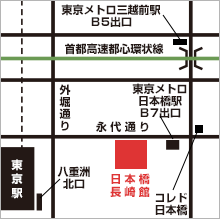 東京メトロ三越前駅
B5出口
首都高速都心環状線
外堀通り
東京メトロ
日本橋駅
B7出口
永代通り
東京駅
八重洲
北口
日本橋
長崎館
コレド
日本橋